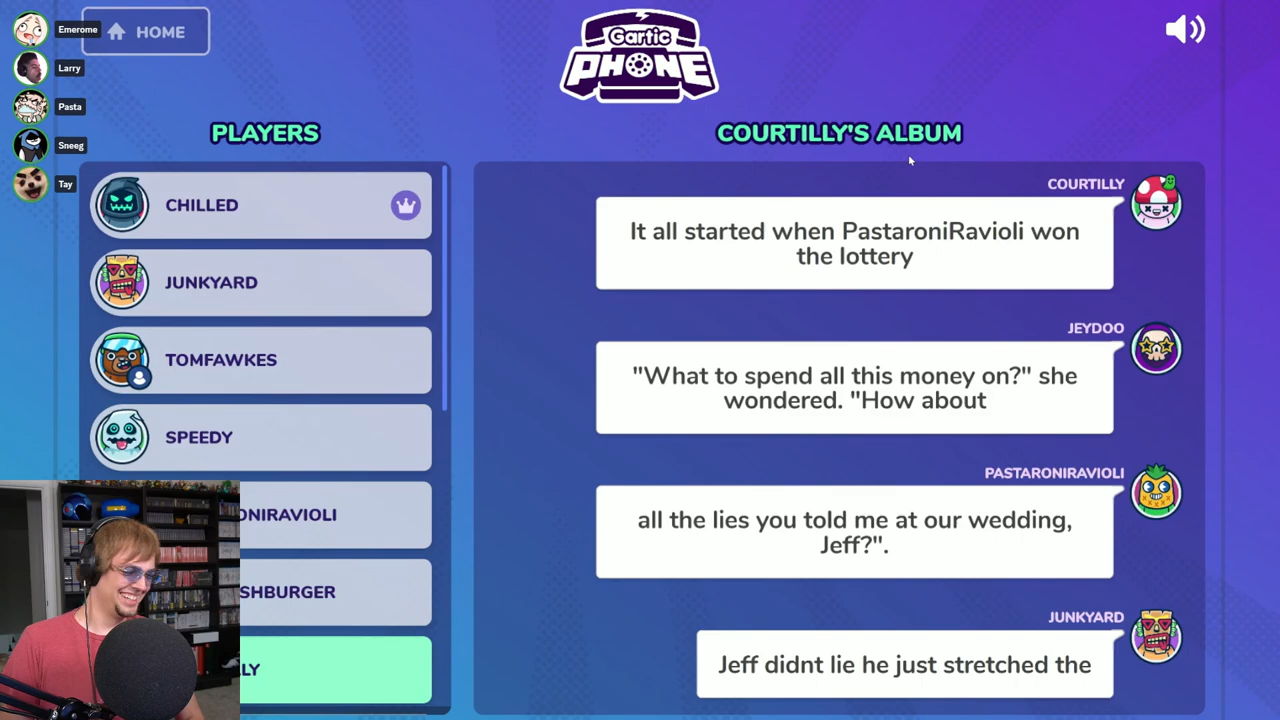 Emerome
HOME
Larry
Pasta
Sneeg
Tay
Gartic
PHONE
PLAYERS
CHILLED
JUNKYARD
TOMFAWKES
SPEEDY
ONIRAVIOLI
SHBURGER
LY
COURTILLY'S ALBUM
COURTILLY
It all started when PastaroniRavioli won
the lottery
JEYDOO
"What to spend all this money on?" she
wondered. "How about
PASTARONIRAVIOLI
all the lies you told me at our wedding,
Jeff?".
JUNKYARD
Jeff didnt lie he just stretched the